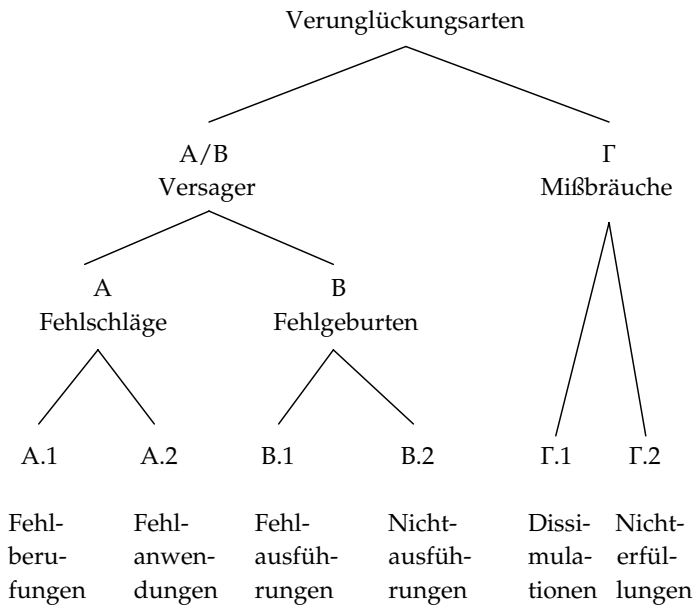 Verunglückungsarten
A/B Γ
Versager Mißbräuche
A B
Fehlschläge Fehlgeburten
A.1 A.2 B.1 B.2 Γ.1 Γ.2
Fehl- Fehl- Fehl- Nicht- Dissi- Nicht-
beru- anwen- ausfüh- ausfüh- mula- erfül-
fungen dungen rungen rungen tionen lungen